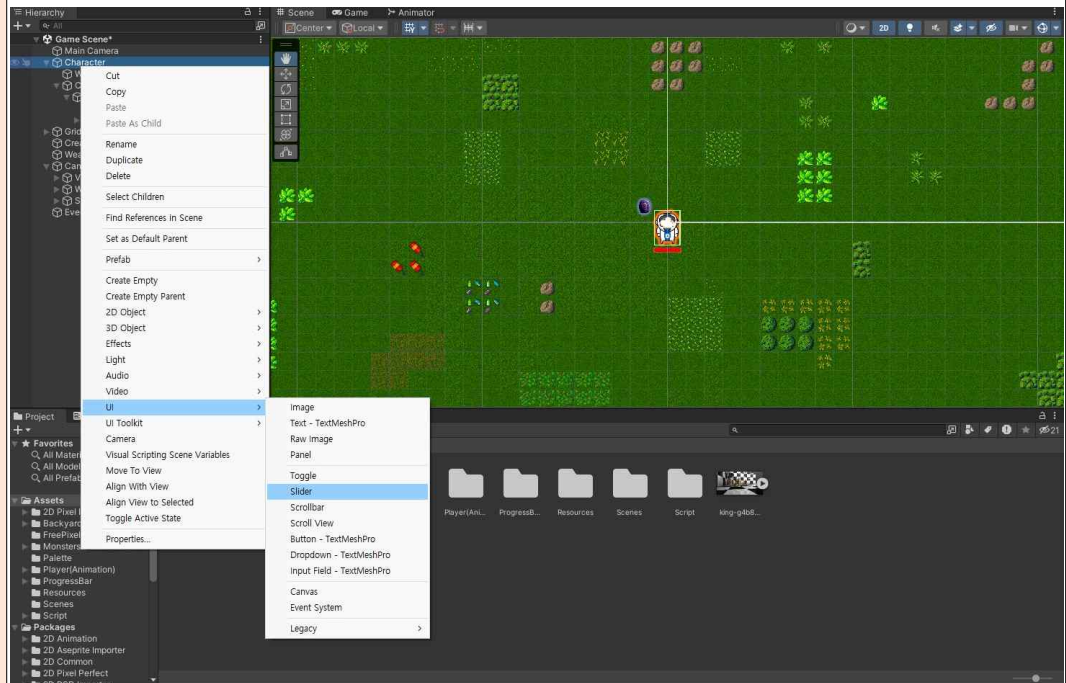 Hierarchy
All
Game Scene*
Main Camera
Character
Cut
Copy
Paste
Paste As Child
Rename
Duplicate
Delete
Select Children
Find References In Scene
Set as Default Parent
Prefab
Create Empty
Create Empty Parent
2D Object
3D Object
Effects
Light
Audio
Video
UI
UI Toolkit
Camera
Visual Scripting Scene Variables
Move To View
Align With View
Align View to Selected
Toggle Active State
Properties...
Image
Text - TextMeshPro
Raw Image
Panel
Toggle
Slider
Scrollbar
Scroll View
Button - TextMeshPro
Dropdown - TextMeshPro
Input Field - TextMeshPro
Canvas
Event System
Legacy
Scene Game Animator
Center Local
2D
Project
21
Favorites
All
All
All
Assets
2D Pixel
Palette
Player(Animation)
ProgressBar
Resources
Scenes
Script
Packages
2D Animation
2D Aseprite Importer
2D Common
2D Pixel Perfect
Player(Ani... ProgressB... Resources Scenes Script king-g4b8...